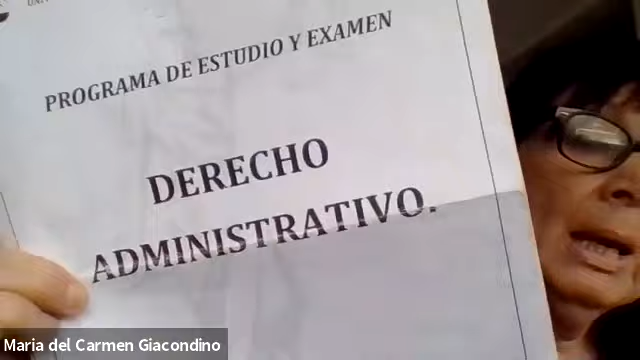 PROGRAMA DE ESTUDIO Y EXAMEN
DERECHO
ADMINISTRATIVO.
Maria del Carmen Giacondino